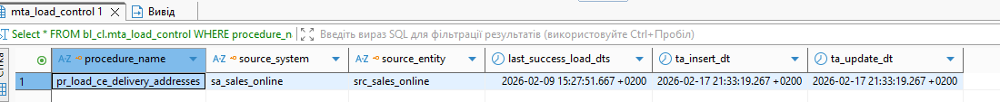 mta_load_control 1 Вивід
Select * FROM bl_cl.mta_load_control WHERE procedure_n Введіть вираз SQL для фільтрації результатів (використовуйте Ctrl+Пробіл)
A-Z procedure_name A-Z source_system A-Z source_entity last_success_load_dts ta_insert_dt ta_update_dt
1 pr_load_ce_delivery_addresses sa_sales_online src_sales_online 2026-02-09 15:27:51.667 +0200 2026-02-17 21:33:19.267 +0200 2026-02-17 21:33:19.267 +0200